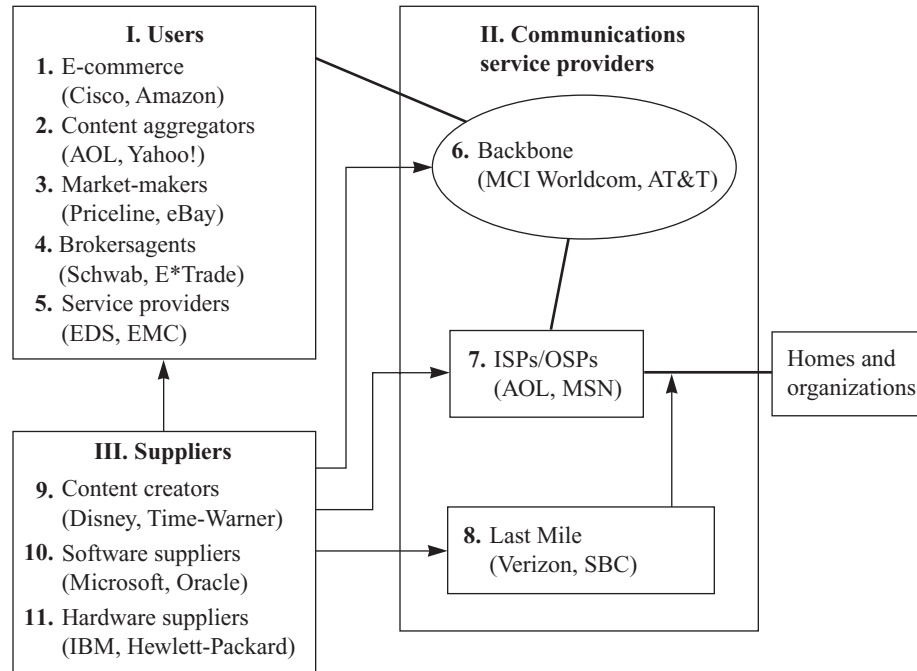 I. Users
1. E-commerce
(Cisco, Amazon)
2. Content aggregators
(AOL, Yahoo!)
3. Market-makers
(Priceline, eBay)
4. Brokersagents
(Schwab, E*Trade)
5. Service providers
(EDS, EMC)
II. Communications
service providers
6. Backbone
(MCI Worldcom, AT&T)
7. ISPs/OSPs
(AOL, MSN)
Homes and
organizations
III. Suppliers
9. Content creators
(Disney, Time-Warner)
10. Software suppliers
(Microsoft, Oracle)
11. Hardware suppliers
(IBM, Hewlett-Packard)
8. Last Mile
(Verizon, SBC)